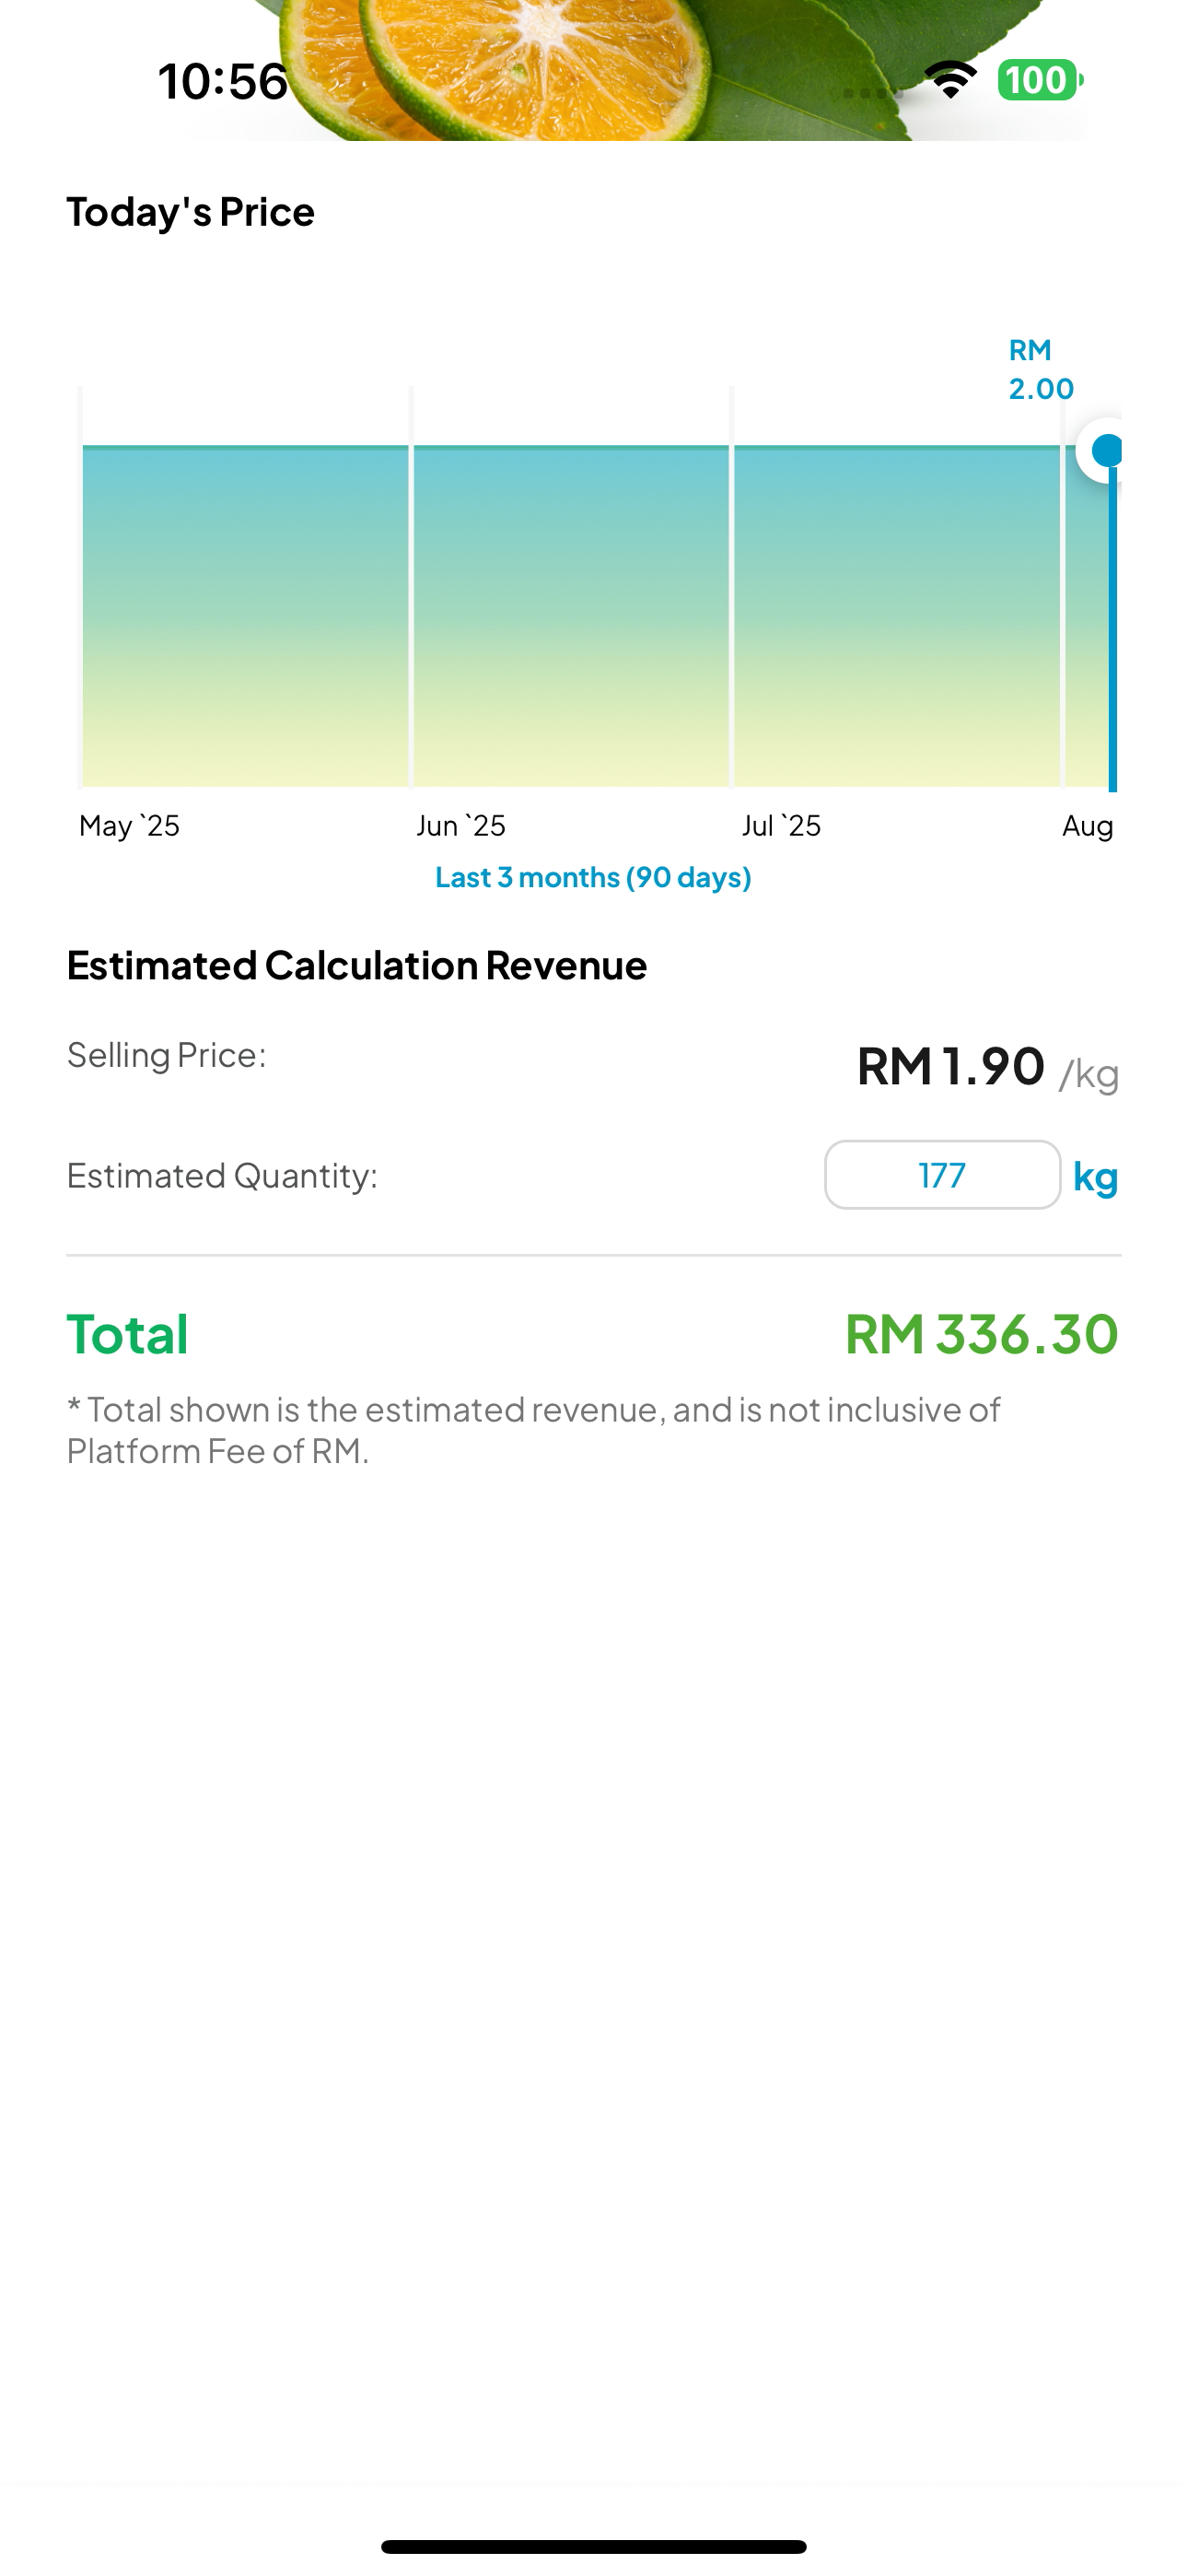 10:56
100
Today's Price
RM
2.00
May `25 Jun `25 Jul `25 Aug
Last 3 months (90 days)
Estimated Calculation Revenue
Selling Price: RM 1.90 /kg
Estimated Quantity: 177 kg
Total RM 336.30
* Total shown is the estimated revenue, and is not inclusive of
Platform Fee of RM.